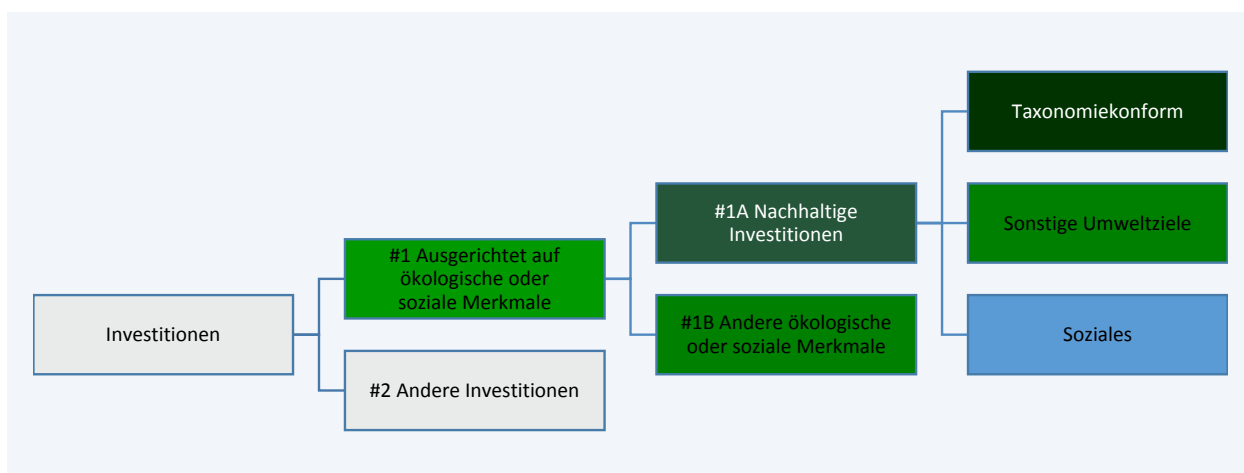 Investitionen
#1 Ausgerichtet auf
ökologische oder
soziale Merkmale
#2 Andere Investitionen
#1A Nachhaltige
Investitionen
#1B Andere ökologische
oder soziale Merkmale
Taxonomiekonform
Sonstige Umweltziele
Soziales